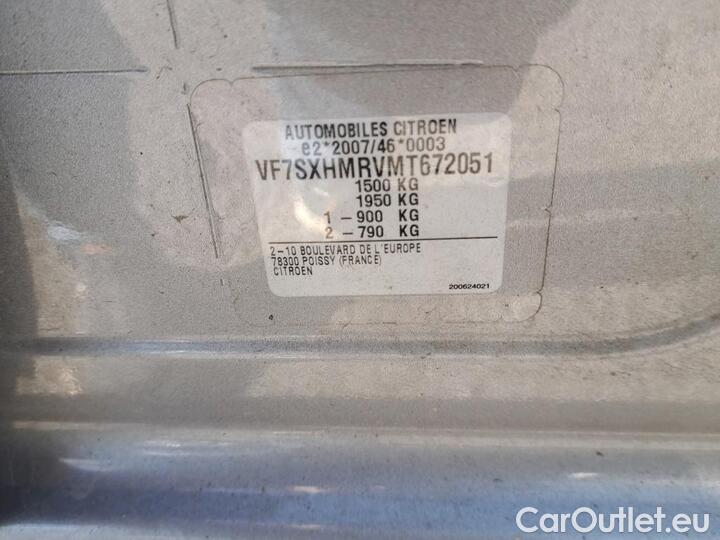 AUTOMOBILES CITROEN
e2*2007/46*0003
VF7SXHMRVMT672051
1500 KG
1950 KG
1 - 900 KG
2 - 790 KG
2-10 BOULEVARD DE L'EUROPE
78300 POISSY (FRANCE)
CITROEN
200624021
CarOutlet.eu